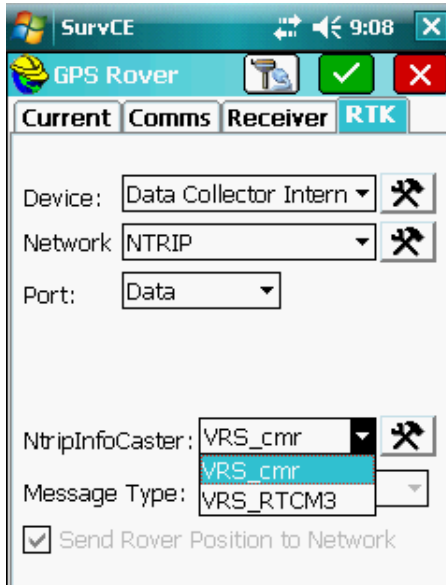 SurvCE 9:08
GPS Rover
Current Comms Receiver RTK
Device: Data Collector Intern
Network NTRIP
Port: Data
NtripInfoCaster: VRS_cmr
VRS_cmr
Message Type: VRS_RTCM3
Send Rover Position to Network